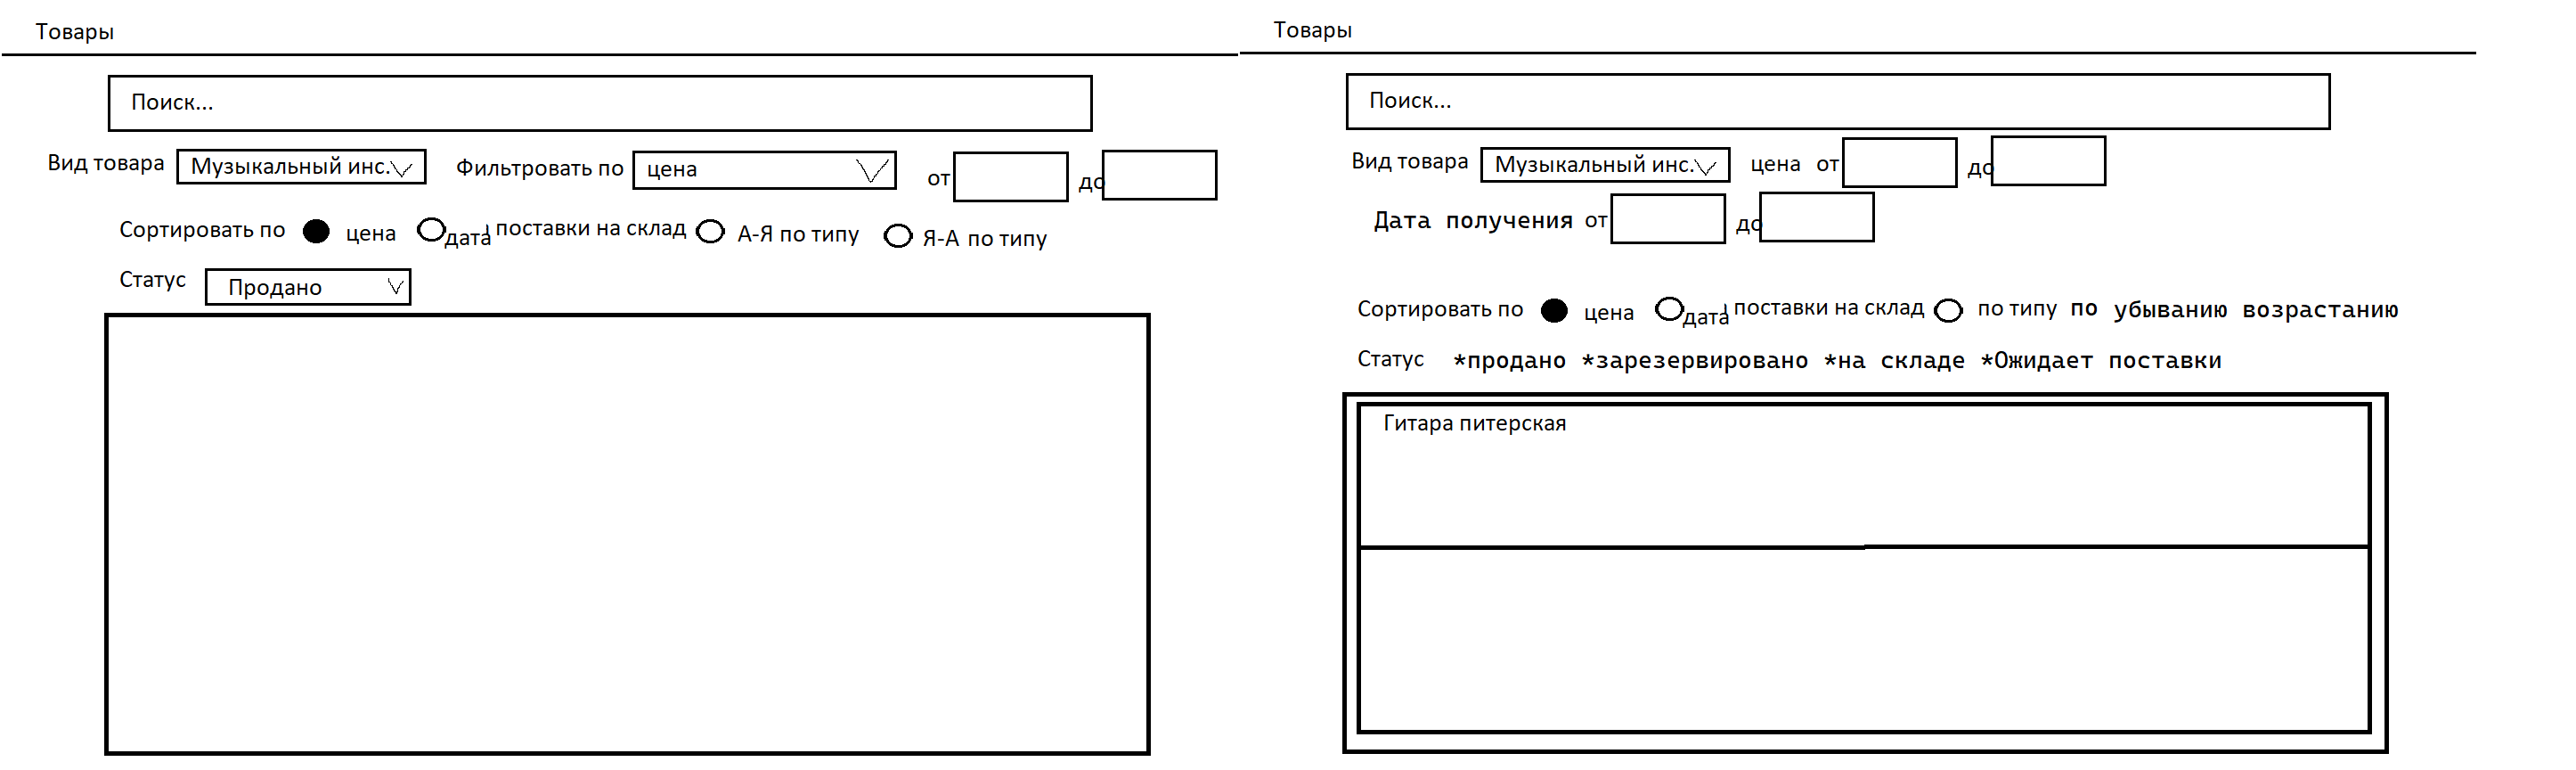 Товары
Поиск...
Вид товара Музыкальный инс. Фильтровать по цена от до
Сортировать по цена дата поставки на склад А-Я по типу Я-А по типу
Статус Продано
Товары
Поиск...
Вид товара Музыкальный инс. цена от до
Дата получения от до
Сортировать по цена дата поставки на склад по типу по убыванию возрастанию
Статус *продано *зарезервировано *на складе *Ожидает поставки
Гитара питерская